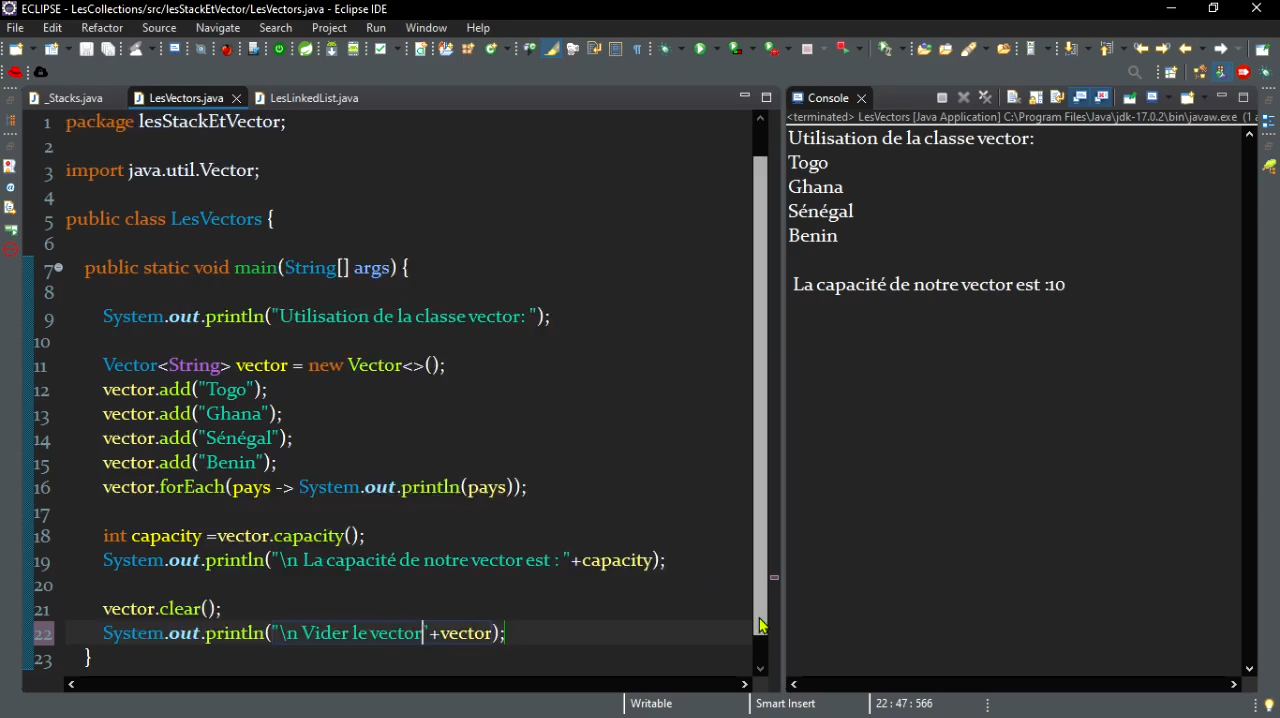 ECLIPSE - LesCollections/src/lesStackEtVector/LesVectors.java - Eclipse IDE
File Edit Refactor Source Navigate Search Project Run Window Help
_Stacks.java LesVectors.java LesLinkedList.java
1 package lesStackEtVector;
2
3 import java.util.Vector;
4
5 public class LesVectors {
6
7 public static void main(String[] args) {
8
9 System.out.println("Utilisation de la classe vector: ");
10
11 Vector<String> vector = new Vector<>();
12 vector.add("Togo");
13 vector.add("Ghana");
14 vector.add("Sénégal");
15 vector.add("Benin");
16 vector.forEach(pays -> System.out.println(pays));
17
18 int capacity =vector.capacity();
19 System.out.println("\n La capacité de notre vector est : "+capacity);
20
21 vector.clear();
22 System.out.println("\n Vider le vector"+vector);
23 }
Console
<terminated> LesVectors [Java Application] C:\Program Files\Java\jdk-17.0.2\bin\javaw.exe (1 a
Utilisation de la classe vector:
Togo
Ghana
Sénégal
Benin
La capacité de notre vector est :10
Writable Smart Insert 22 : 47 : 566